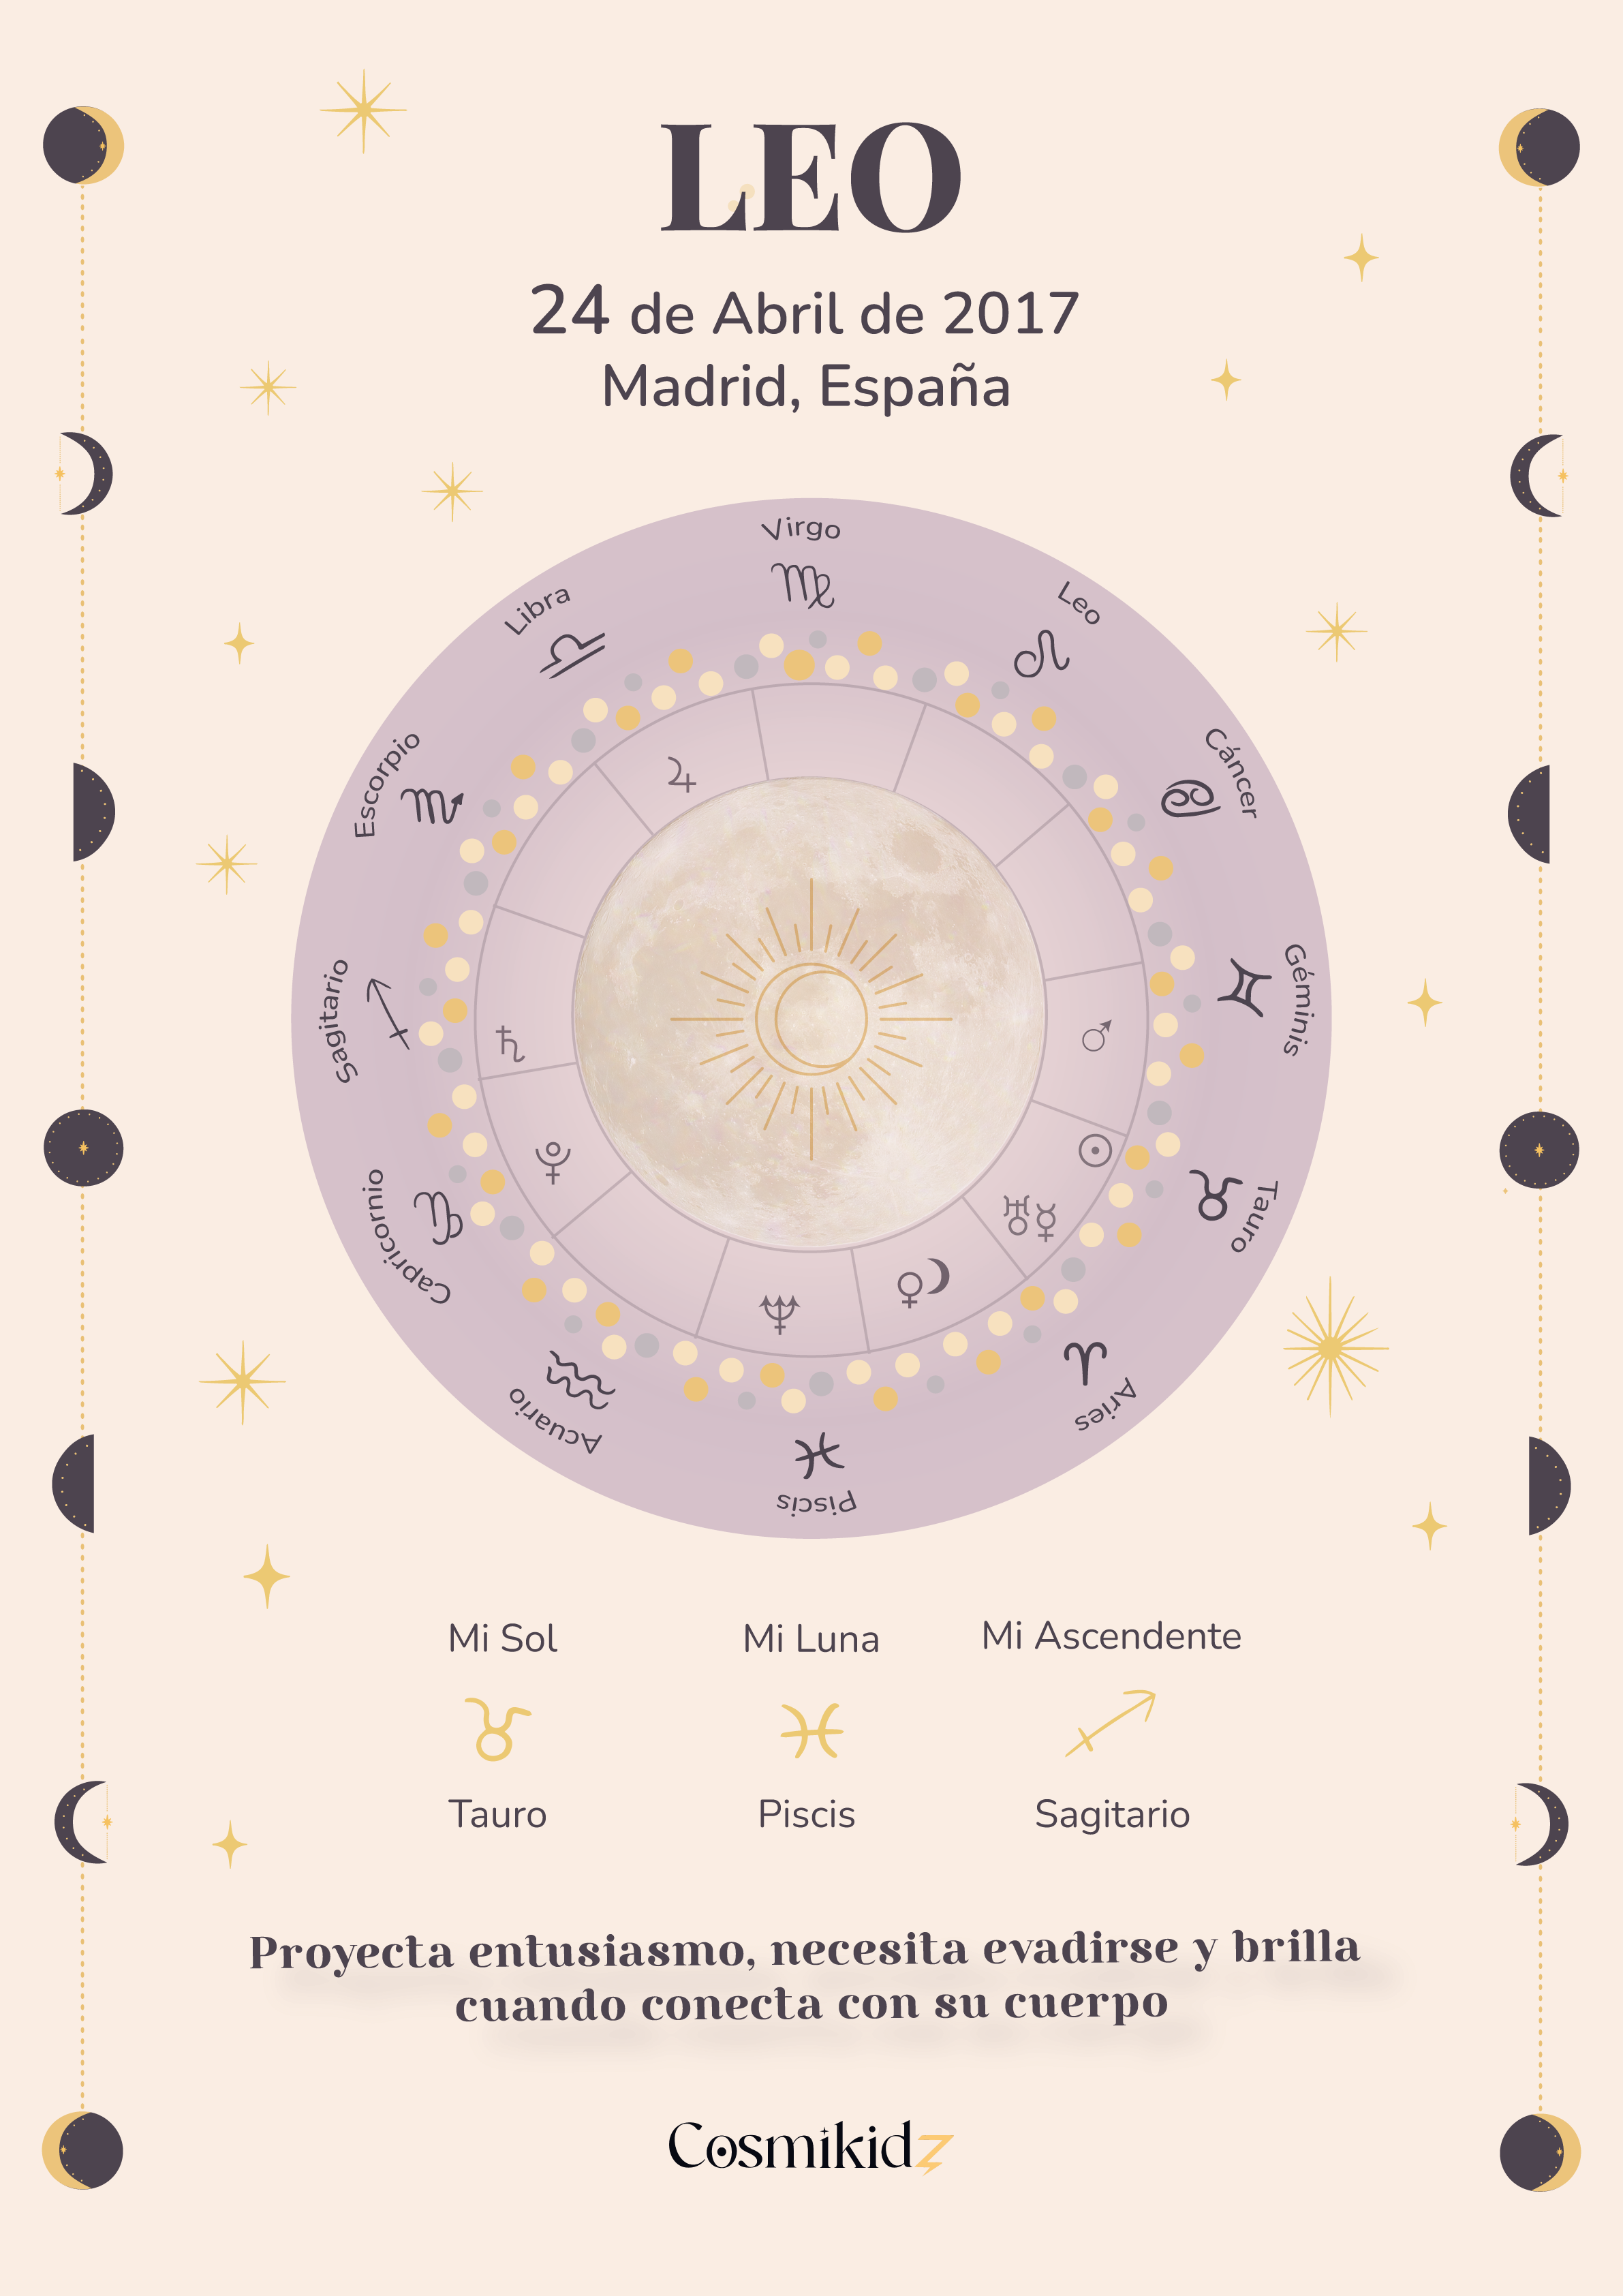 LEO
24 de Abril de 2017
Madrid, España
Virgo
Libra
Leo
Escorpio
Cáncer
Sagitario
Géminis
Capricornio
Tauro
Acuario
Aries
Piscis
Mi Sol
Mi Luna
Mi Ascendente
Tauro
Piscis
Sagitario
Proyecta entusiasmo, necesita evadirse y brilla
cuando conecta con su cuerpo
Cosmikidz